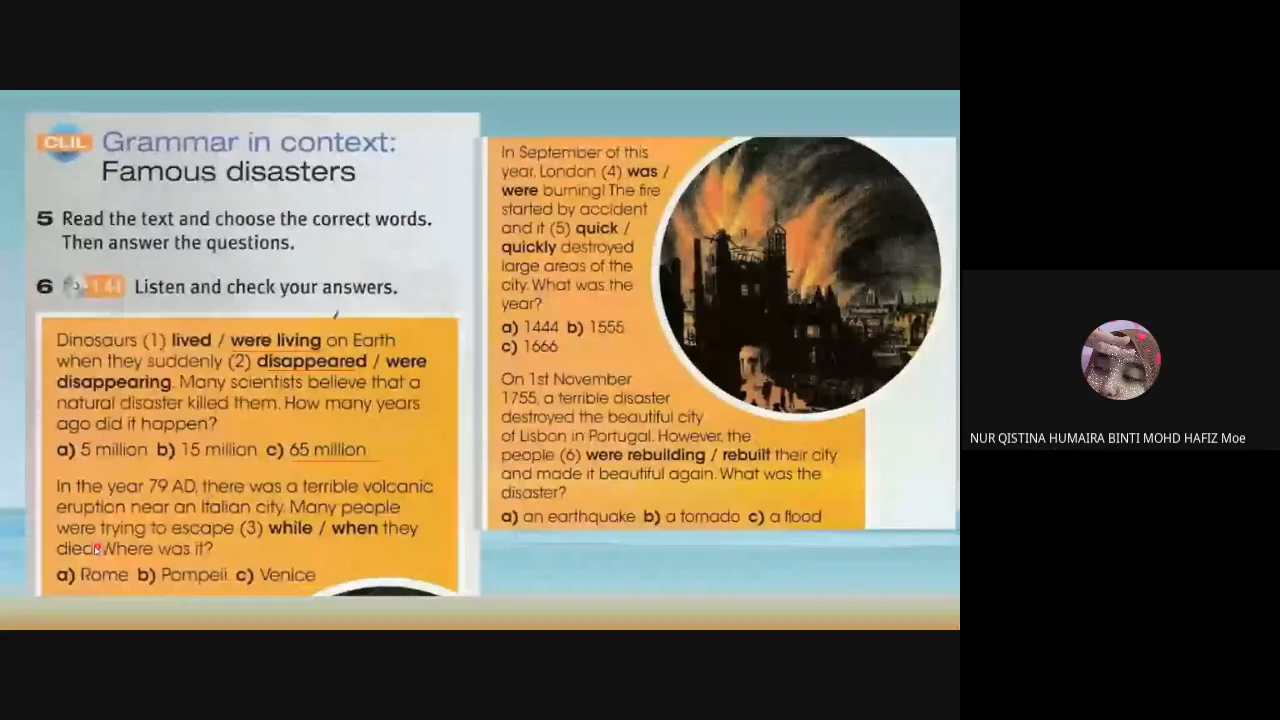 CLIL Grammar in context:
Famous disasters
5 Read the text and choose the correct words.
Then answer the questions.
6 1.44 Listen and check your answers.
Dinosaurs (1) lived / were living on Earth
when they suddenly (2) disappeared / were
disappearing. Many scientists believe that a
natural disaster killed them. How many years
ago did it happen?
a) 5 million b) 15 million c) 65 million
In the year 79 AD, there was a terrible volcanic
eruption near an Italian city. Many people
were trying to escape (3) while / when they
died. Where was it?
a) Rome b) Pompeii c) Venice
In September of this
year, London (4) was /
were burning! The fire
started by accident
and it (5) quick /
quickly destroyed
large areas of the
city. What was the
year?
a) 1444 b) 1555
c) 1666
On 1st November
1755, a terrible disaster
destroyed the beautiful city
of Lisbon in Portugal. However, the
people (6) were rebuilding / rebuilt their city
and made it beautiful again. What was the
disaster?
a) an earthquake b) a tornado c) a flood
NUR QISTINA HUMAIRA BINTI MOHD HAFIZ Moe